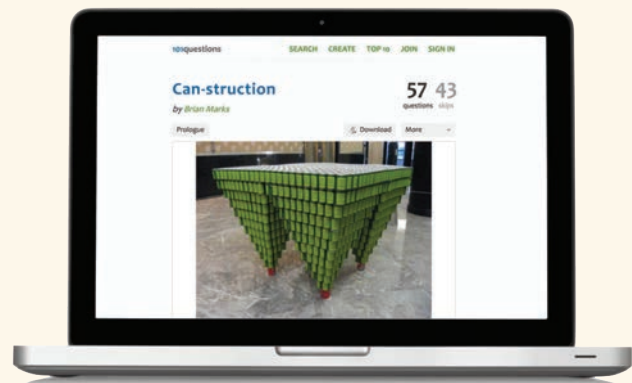 101questions
SEARCH CREATE TOP 10 JOIN SIGN IN
Can-struction
57 43
by Brian Marks
questions skips
Prologue
Download More